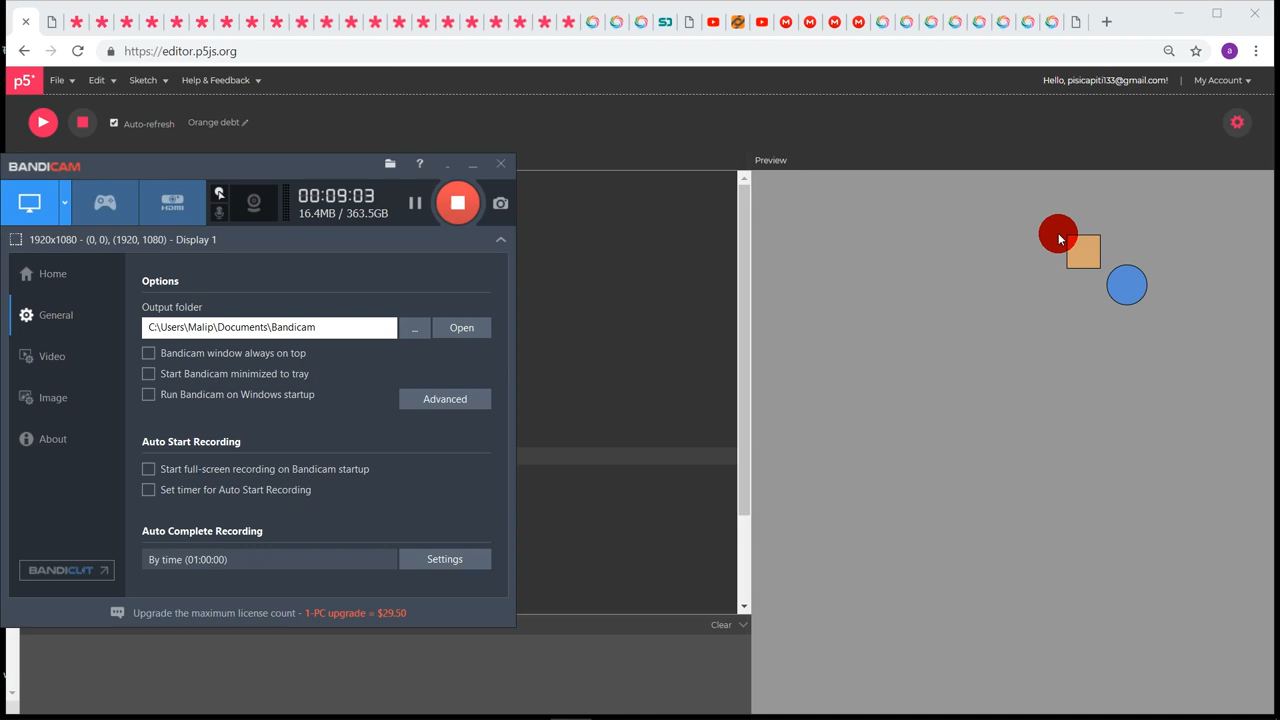 https://editor.p5js.org
a
p5*
File
Edit
Sketch
Help & Feedback
Hello, pisicapiti133@gmail.com!
|
My Account
Auto-refresh
Orange debt
Preview
BANDICAM
?
HDMI
00:09:03
16.4MB / 363.5GB
1920x1080 - (0, 0), (1920, 1080) - Display 1
Home
General
Video
Image
About
Options
Output folder
C:\Users\Malip\Documents\Bandicam
...
Open
Bandicam window always on top
Start Bandicam minimized to tray
Run Bandicam on Windows startup
Advanced
Auto Start Recording
Start full-screen recording on Bandicam startup
Set timer for Auto Start Recording
Auto Complete Recording
By time (01:00:00)
Settings
BANDICUT
Upgrade the maximum license count - 1-PC upgrade = $29.50
Clear